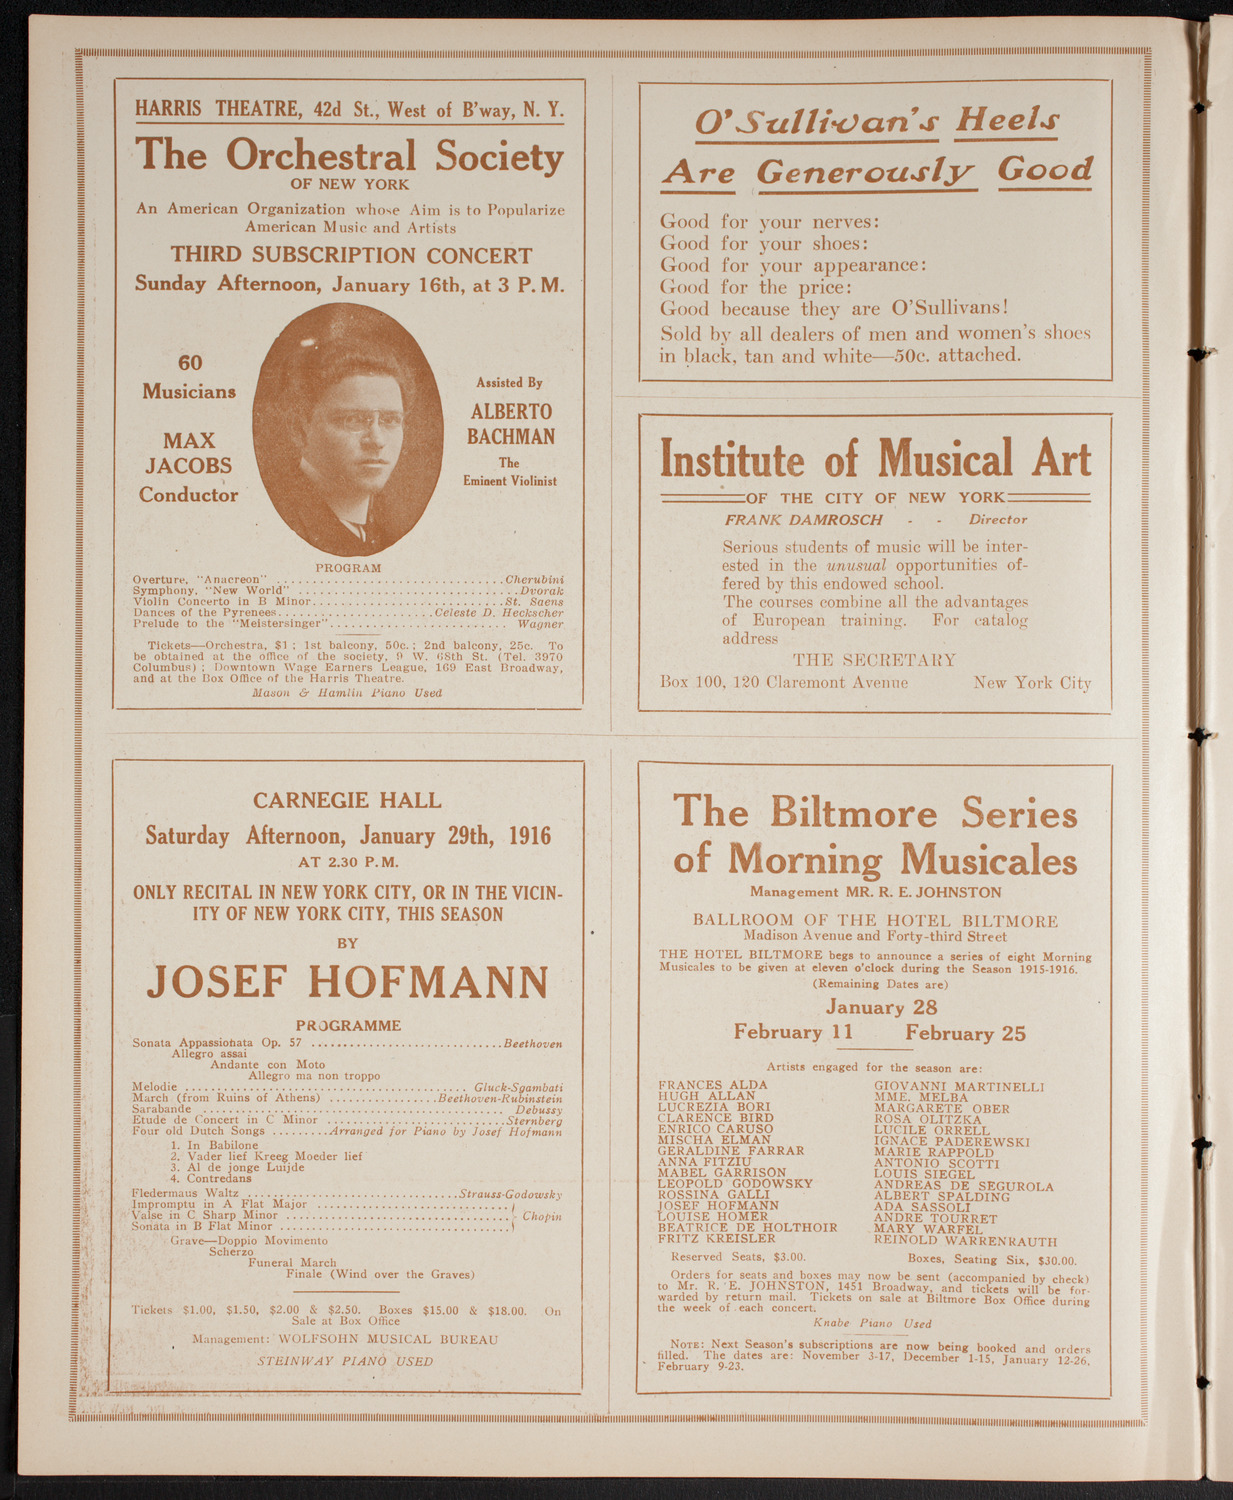 HARRIS THEATRE, 42d St., West of B'way, N. Y.
The Orchestral Society
OF NEW YORK
An American Organization whose Aim is to Popularize
American Music and Artists
THIRD SUBSCRIPTION CONCERT
Sunday Afternoon, January 16th, at 3 P. M.
60
Musicians
MAX
JACOBS
Conductor
Assisted By
ALBERTO
BACHMAN
The
Eminent Violinist
PROGRAM
Overture, "Anacreon" ................................Cherubini
Symphony, "New World" ...............................Dvorak
Violin Concerto in B Minor...........................St. Saens
Dances of the Pyrenees......................Celeste D. Heckscher
Prelude to the "Meistersinger"......................... Wagner
Tickets—Orchestra, $1; 1st balcony, 50c.; 2nd balcony, 25c. To
be obtained at the office of the society, 9 W. 68th St. (Tel. 3970
Columbus); Downtown Wage Earners League, 169 East Broadway,
and at the Box Office of the Harris Theatre.
Mason & Hamlin Piano Used
O'Sullivan's Heels
Are Generously Good
Good for your nerves:
Good for your shoes:
Good for your appearance:
Good for the price:
Good because they are O'Sullivans!
Sold by all dealers of men and women's shoes
in black, tan and white—50c. attached.
Institute of Musical Art
OF THE CITY OF NEW YORK
FRANK DAMROSCH - - Director
Serious students of music will be inter-
ested in the unusual opportunities of-
fered by this endowed school.
The courses combine all the advantages
of European training. For catalog
address
THE SECRETARY
Box 100, 120 Claremont Avenue New York City
CARNEGIE HALL
Saturday Afternoon, January 29th, 1916
AT 2.30 P. M.
ONLY RECITAL IN NEW YORK CITY, OR IN THE VICIN-
ITY OF NEW YORK CITY, THIS SEASON
BY
JOSEF HOFMANN
PROGRAMME
Sonata Appassionata Op. 57 ..............................Beethoven
Allegro assai
Andante con Moto
Allegro ma non troppo
Melodie ........................................... Gluck-Sgambati
March (from Ruins of Athens) .................Beethoven-Rubinstein
Sarabande .............................................. Debussy
Etude de Concert in C Minor ............................Sternberg
Four old Dutch Songs .........Arranged for Piano by Josef Hofmann
1. In Babilone
2. Vader lief Kreeg Moeder lief
3. Al de jonge Luijde
4. Contredans
Fledermaus Waltz .................................Strauss-Godowsky
Impromptu in A Flat Major ..............................
Valse in C Sharp Minor .................................. Chopin
Sonata in B Flat Minor ..................................
Grave—Doppio Movimento
Scherzo
Funeral March
Finale (Wind over the Graves)
Tickets $1.00, $1.50, $2.00 & $2.50. Boxes $15.00 & $18.00. On
Sale at Box Office
Management: WOLFSOHN MUSICAL BUREAU
STEINWAY PIANO USED
The Biltmore Series
of Morning Musicales
Management MR. R. E. JOHNSTON
BALLROOM OF THE HOTEL BILTMORE
Madison Avenue and Forty-third Street
THE HOTEL BILTMORE begs to announce a series of eight Morning
Musicales to be given at eleven o'clock during the Season 1915-1916.
(Remaining Dates are)
January 28
February 11 February 25
Artists engaged for the season are:
FRANCES ALDA
HUGH ALLAN
LUCREZIA BORI
CLARENCE BIRD
ENRICO CARUSO
MISCHA ELMAN
GERALDINE FARRAR
ANNA FITZIU
MABEL GARRISON
LEOPOLD GODOWSKY
ROSSINA GALLI
JOSEF HOFMANN
LOUISE HOMER
BEATRICE DE HOLTHOIR
FRITZ KREISLER
GIOVANNI MARTINELLI
MME. MELBA
MARGARETE OBER
ROSA OLITZKA
LUCILE ORRELL
IGNACE PADEREWSKI
MARIE RAPPOLD
ANTONIO SCOTTI
LOUIS SIEGEL
ANDREAS DE SEGUROLA
ALBERT SPALDING
ADA SASSOLI
ANDRE TOURRET
MARY WARFEL
REINOLD WARRENRAUTH
Reserved Seats, $3.00. Boxes, Seating Six, $30.00.
Orders for seats and boxes may now be sent (accompanied by check)
to Mr. R. E. JOHNSTON, 1451 Broadway, and tickets will be for-
warded by return mail. Tickets on sale at Biltmore Box Office during
the week of each concert.
Knabe Piano Used
NOTE: Next Season's subscriptions are now being booked and orders
filled. The dates are: November 3-17, December 1-15, January 12-26,
February 9-23.